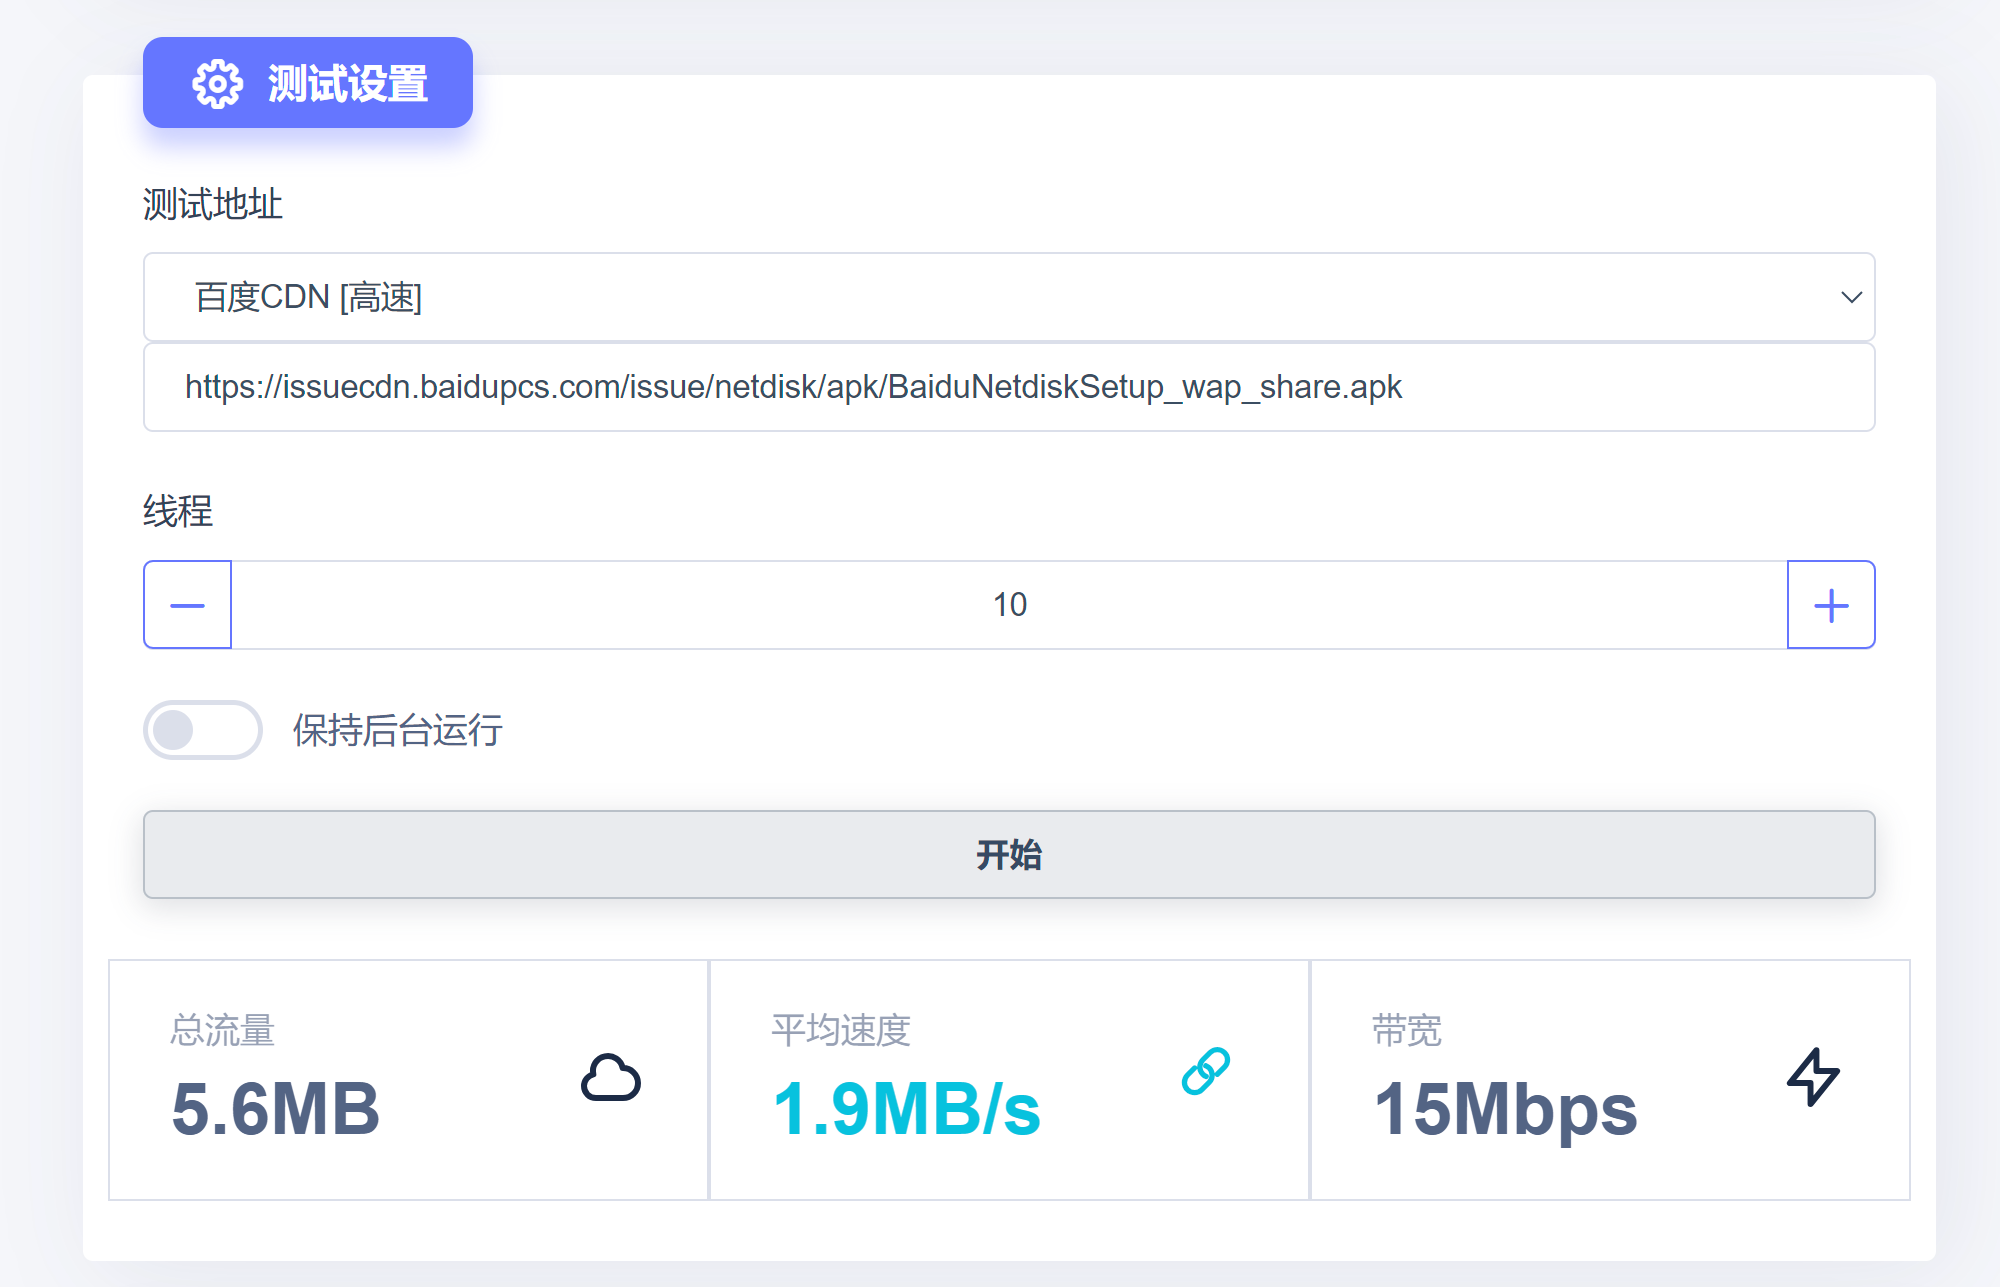 测试设置
测试地址
百度CDN [高速]
https://issuecdn.baidupcs.com/issue/netdisk/apk/BaiduNetdiskSetup_wap_share.apk
线程
10
保持后台运行
开始
总流量
5.6MB
平均速度
1.9MB/s
带宽
15Mbps